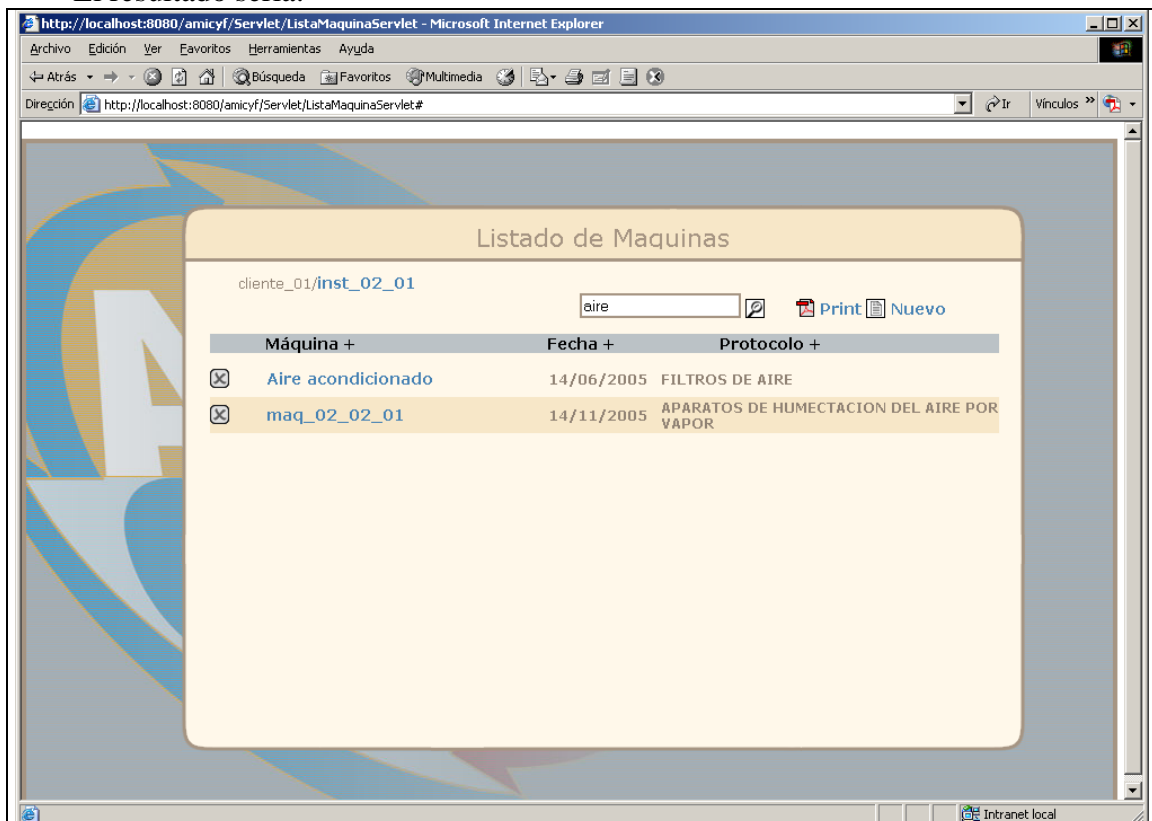 El resultado sería:
http://localhost:8080/amicyf/Servlet/ListaMaquinaServlet - Microsoft Internet Explorer
Archivo Edición Ver Favoritos Herramientas Ayuda
Atrás Búsqueda Favoritos Multimedia
Dirección http://localhost:8080/amicyf/Servlet/ListaMaquinaServlet# Ir Vínculos »
Listado de Maquinas
cliente_01/inst_02_01
aire Print Nuevo
Máquina + Fecha + Protocolo +
Aire acondicionado 14/06/2005 FILTROS DE AIRE
maq_02_02_01 14/11/2005 APARATOS DE HUMECTACION DEL AIRE POR
VAPOR
Intranet local